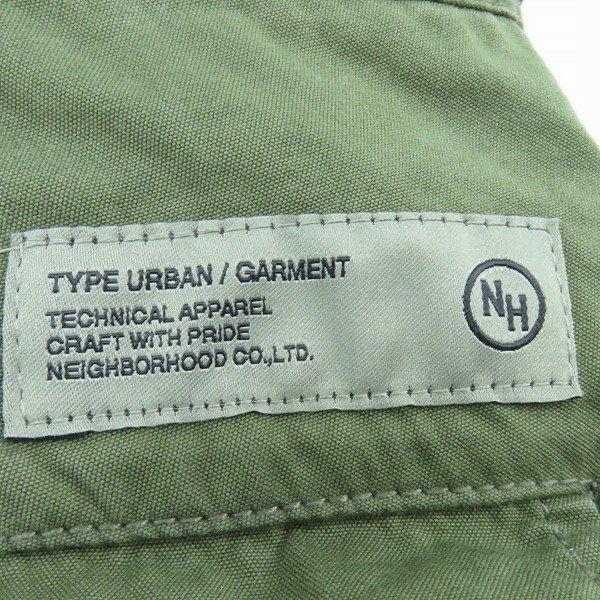 TYPE URBAN / GARMENT
TECHNICAL APPAREL
CRAFT WITH PRIDE
NEIGHBORHOOD CO.,LTD.
NH